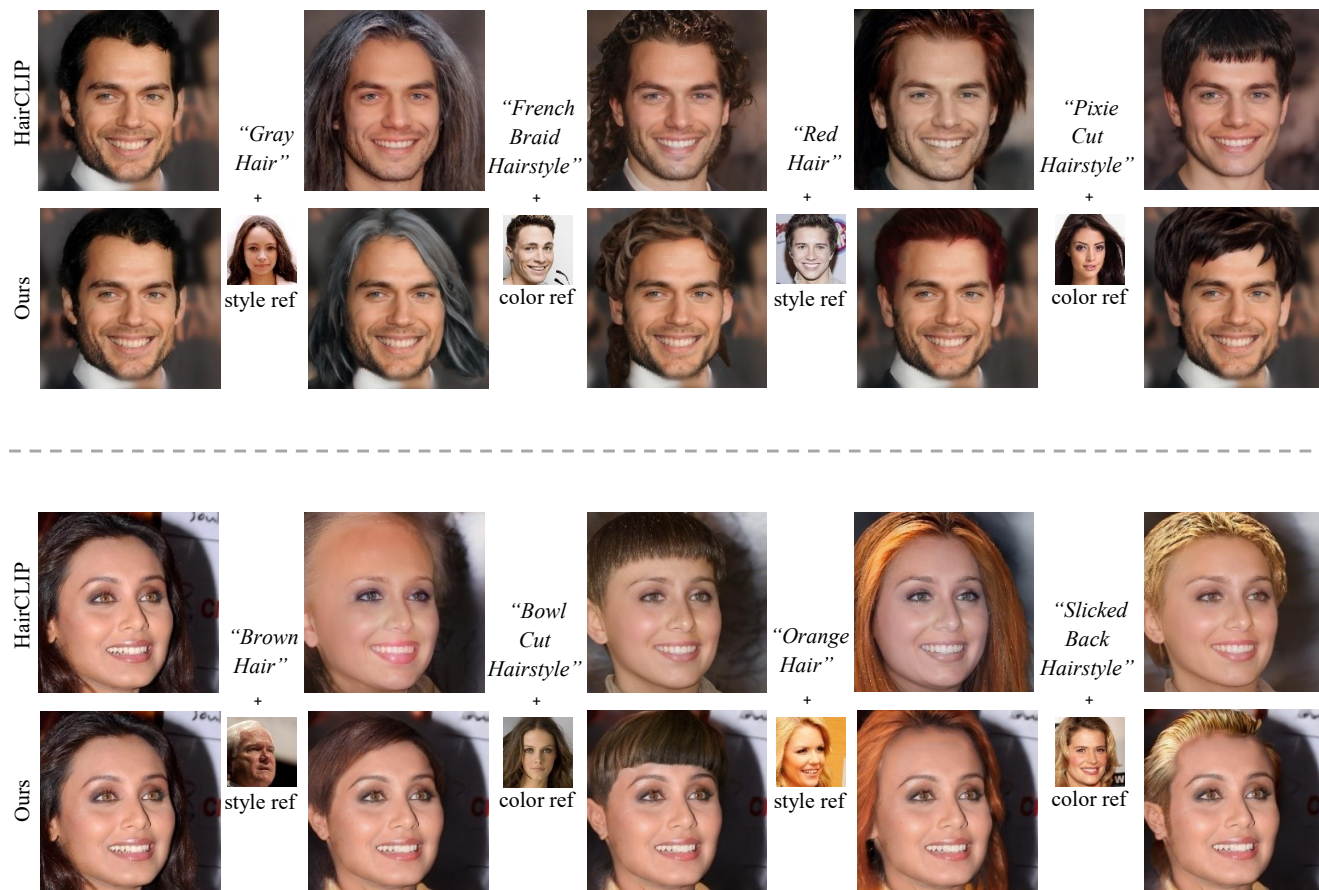 HairCLIP
“Gray
Hair”
+
style ref
“French
Braid
Hairstyle”
+
color ref
“Red
Hair”
+
style ref
“Pixie
Cut
Hairstyle”
+
color ref
Ours
HairCLIP
“Brown
Hair”
+
style ref
“Bowl
Cut
Hairstyle”
+
color ref
“Orange
Hair”
+
style ref
“Slicked
Back
Hairstyle”
+
color ref
Ours